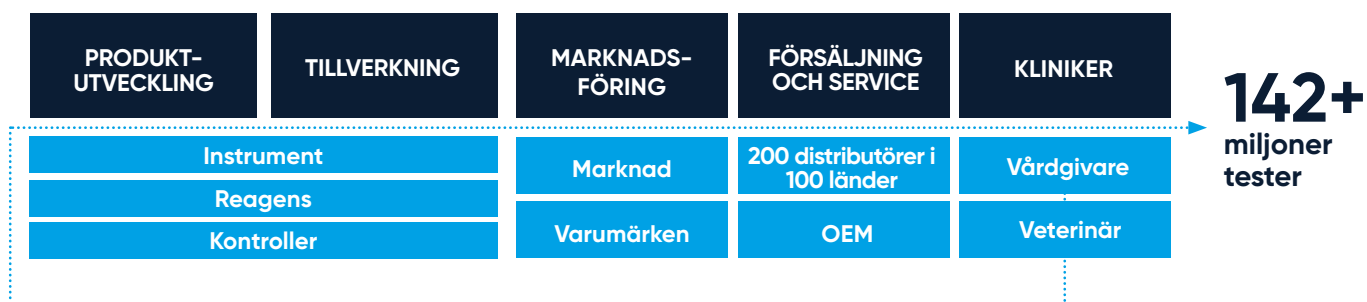 PRODUKT-
UTVECKLING
TILLVERKNING
MARKNADS-
FÖRING
FÖRSÄLJNING
OCH SERVICE
KLINIKER
142+
miljoner
tester
Instrument
Reagens
Kontroller
Marknad
Varumärken
200 distributörer i
100 länder
OEM
Vårdgivare
Veterinär